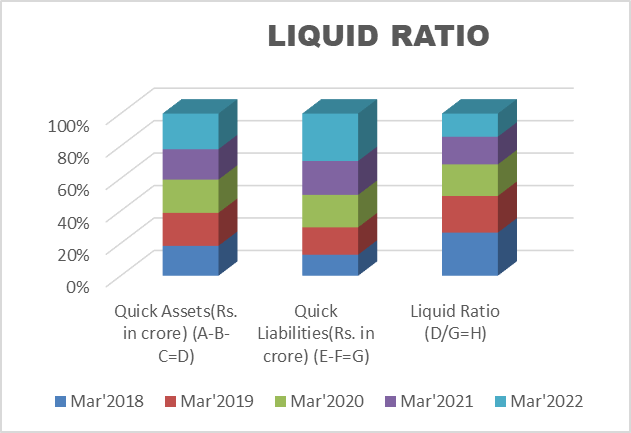 LIQUID RATIO
100%
80%
60%
40%
20%
0%
Quick Assets(Rs.
in crore) (A-B-
C=D)
Quick
Liabilities(Rs. in
crore) (E-F=G)
Liquid Ratio
(D/G=H)
Mar'2018 Mar'2019 Mar'2020 Mar'2021 Mar'2022